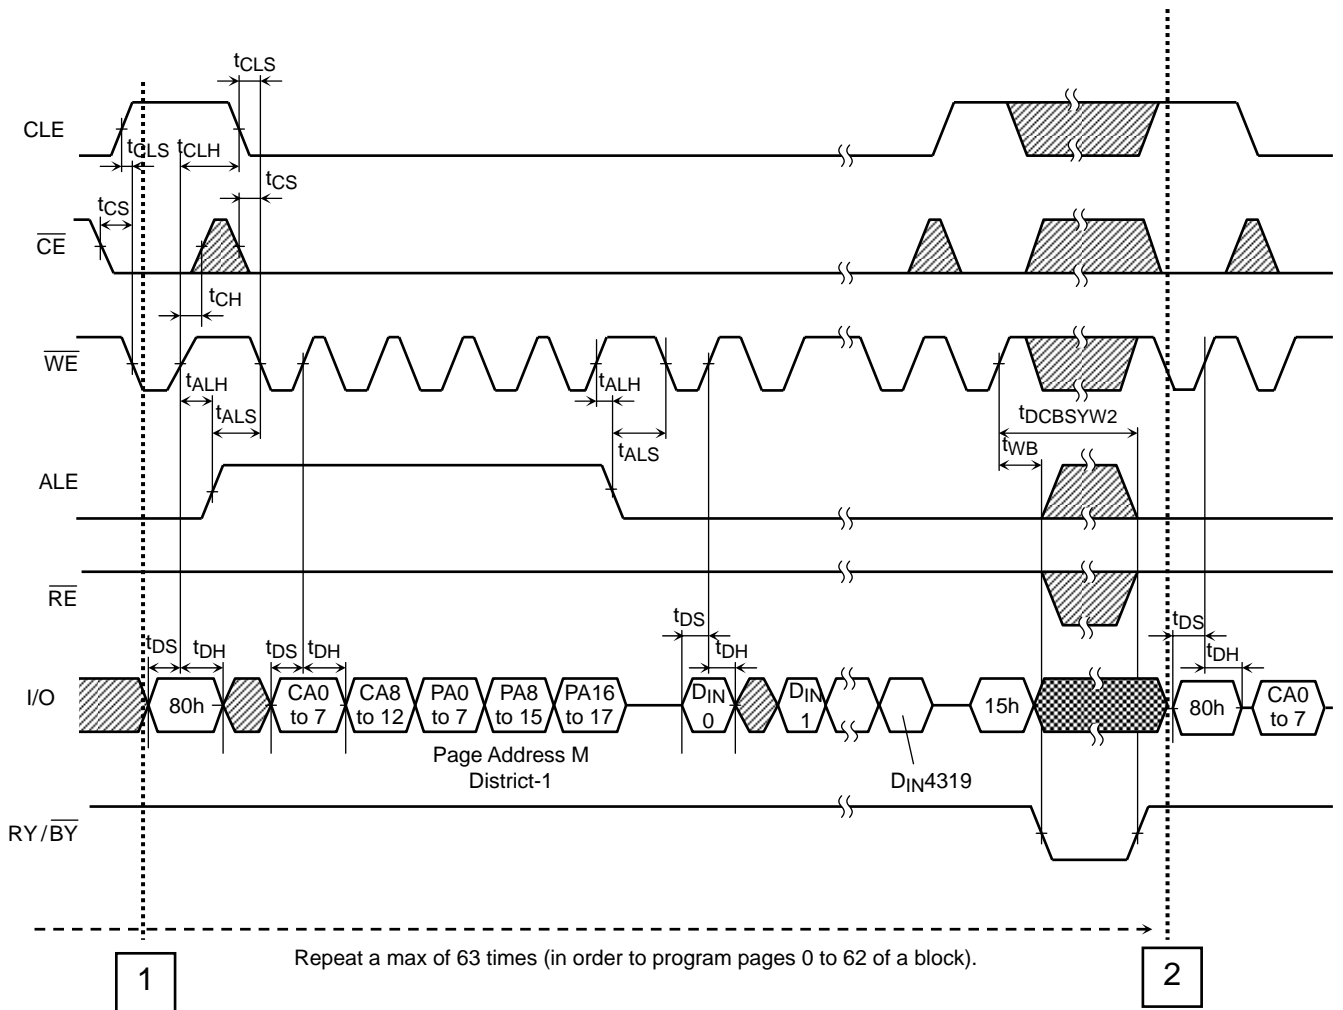 tCLS
CLE
tCLS tCLH
tCS
tCS
CE
tCH
WE
tALH tALH
tALS tDCBSYW2
tALS tWB
ALE
RE
tDS tDS
tDS tDH tDS tDH tDH tDH
I/O 80h CA0 to 7 CA8 to 12 PA0 to 7 PA8 to 15 PA16 to 17 DIN 0 DIN 1 15h 80h CA0 to 7
Page Address M
District-1
DIN4319
RY/BY
Repeat a max of 63 times (in order to program pages 0 to 62 of a block).
1 2